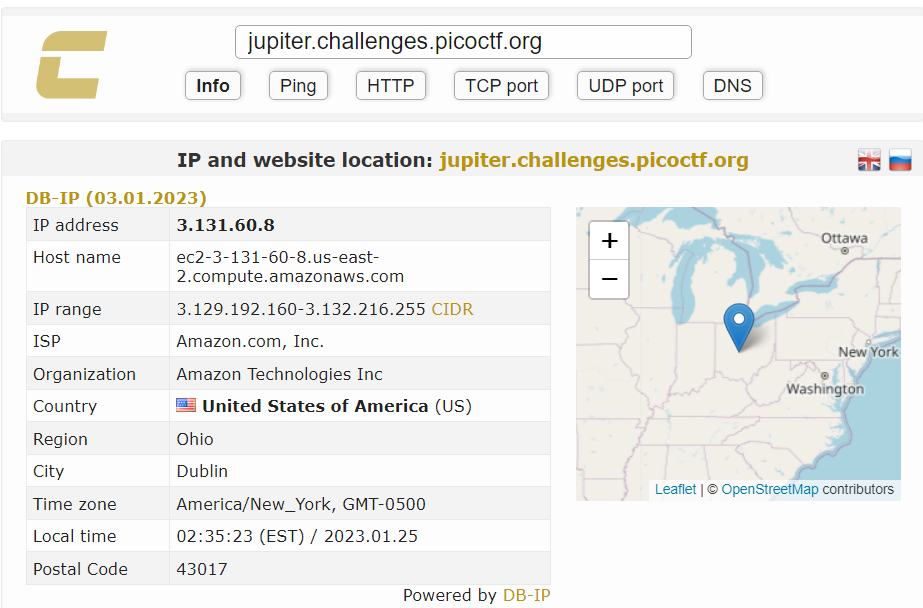 jupiter.challenges.picoctf.org
Info Ping HTTP TCP port UDP port DNS
IP and website location: jupiter.challenges.picoctf.org
DB-IP (03.01.2023)
IP address 3.131.60.8
Host name ec2-3-131-60-8.us-east-
2.compute.amazonaws.com
IP range 3.129.192.160-3.132.216.255 CIDR
ISP Amazon.com, Inc.
Organization Amazon Technologies Inc
Country United States of America (US)
Region Ohio
City Dublin
Time zone America/New_York, GMT-0500
Local time 02:35:23 (EST) / 2023.01.25
Postal Code 43017
Powered by DB-IP
+
−
Ottawa
New York
Washington
Leaflet | © OpenStreetMap contributors